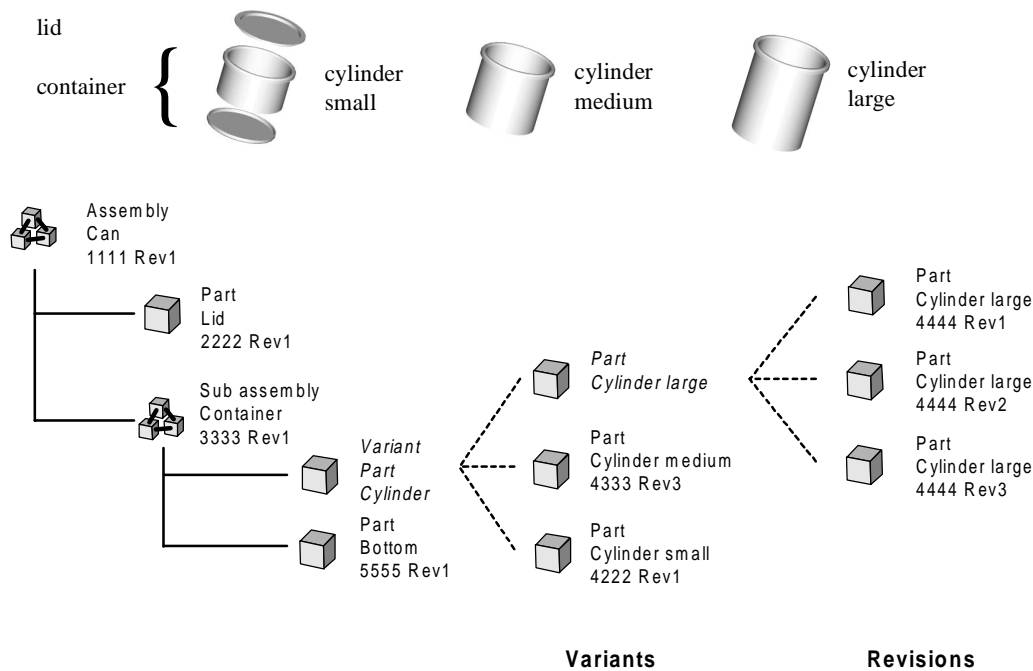 lid
container
{
cylinder
small
cylinder
medium
cylinder
large
Assembly
Can
1111 Rev1
Part
Lid
2222 Rev1
Sub assembly
Container
3333 Rev1
Variant
Part
Cylinder
Part
Bottom
5555 Rev1
Part
Cylinder large
Part
Cylinder medium
4333 Rev3
Part
Cylinder small
4222 Rev1
Part
Cylinder large
4444 Rev1
Part
Cylinder large
4444 Rev2
Part
Cylinder large
4444 Rev3
Variants
Revisions